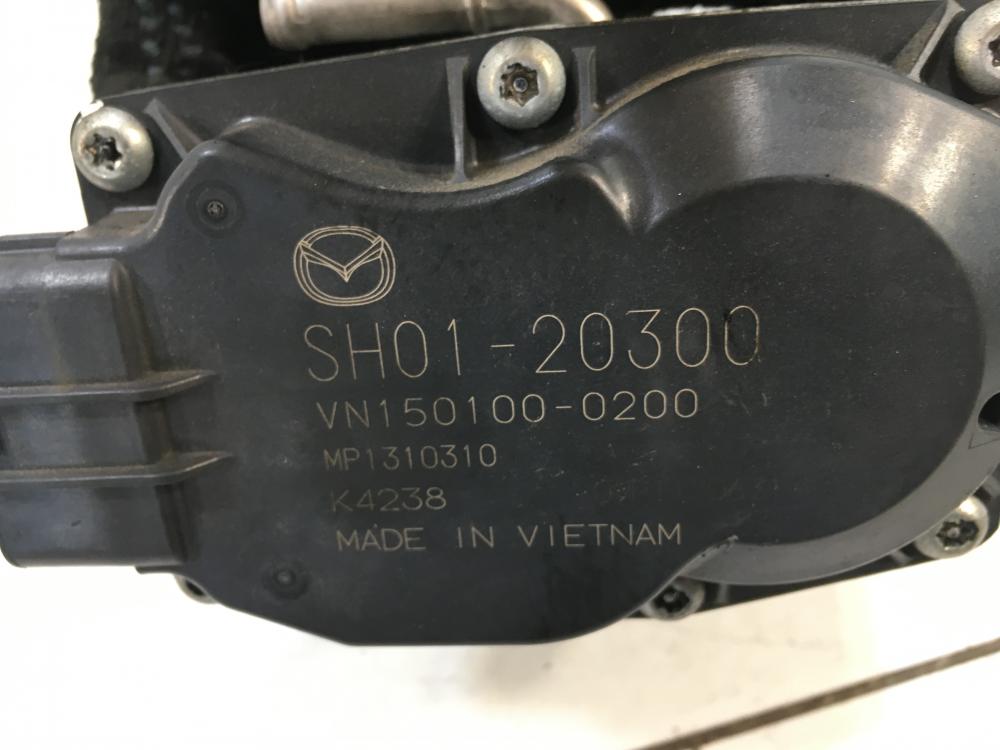 SH01-20300
VN150100-0200
MP1310310
K4238
MADE IN VIETNAM